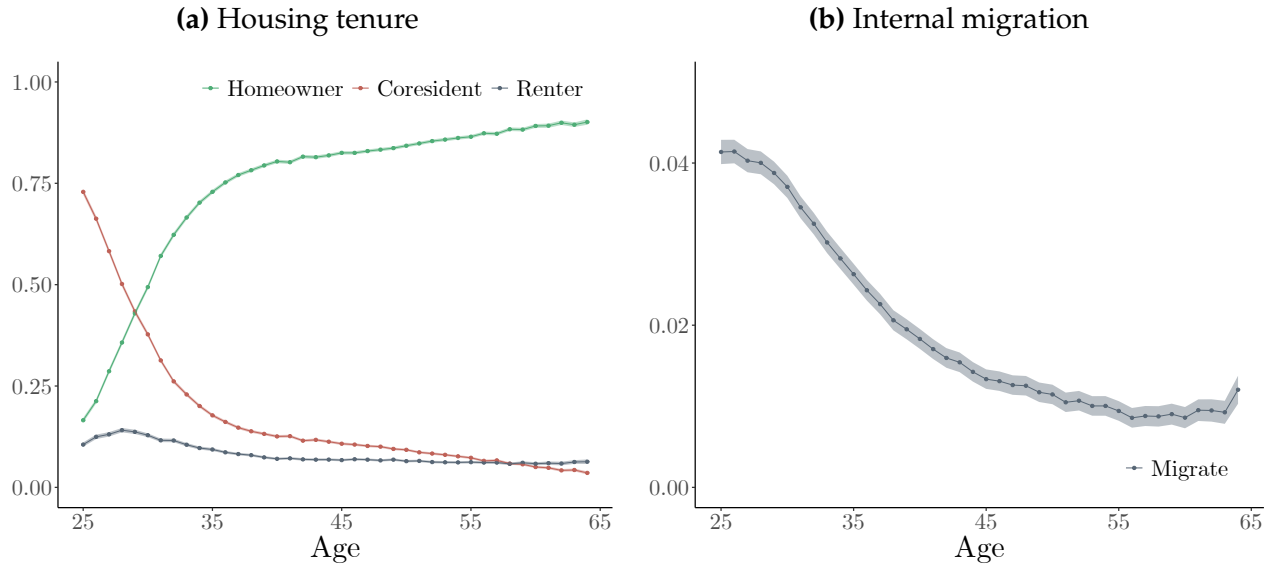 (a) Housing tenure
1.00
0.75
0.50
0.25
0.00
Homeowner Coresident Renter
25 35 45 55 65
Age
(b) Internal migration
0.04
0.02
0.00
Migrate
25 35 45 55 65
Age